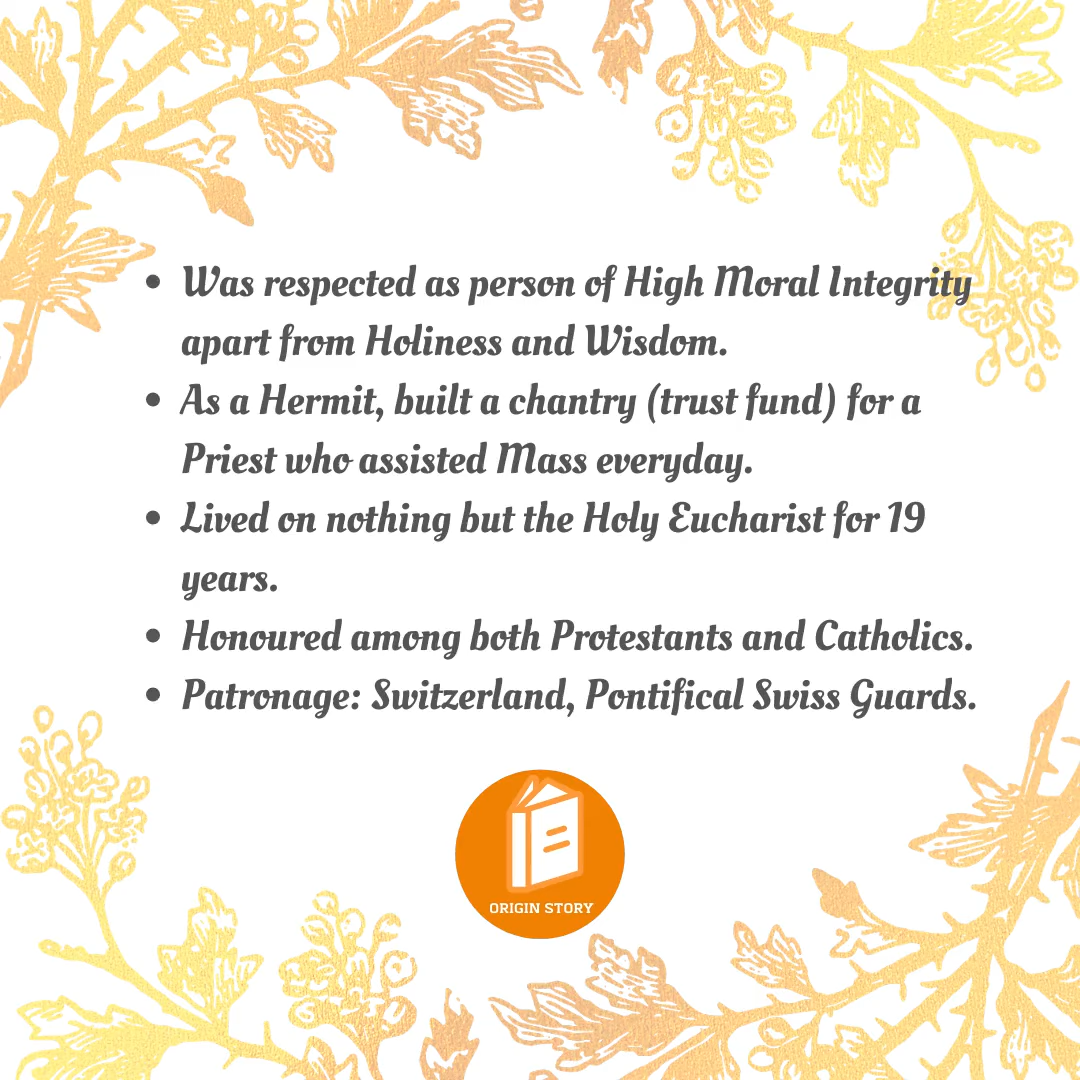 • Was respected as person of High Moral Integrity
apart from Holiness and Wisdom.
• As a Hermit, built a chantry (trust fund) for a
Priest who assisted Mass everyday.
• Lived on nothing but the Holy Eucharist for 19
years.
• Honoured among both Protestants and Catholics.
• Patronage: Switzerland, Pontifical Swiss Guards.
ORIGIN STORY